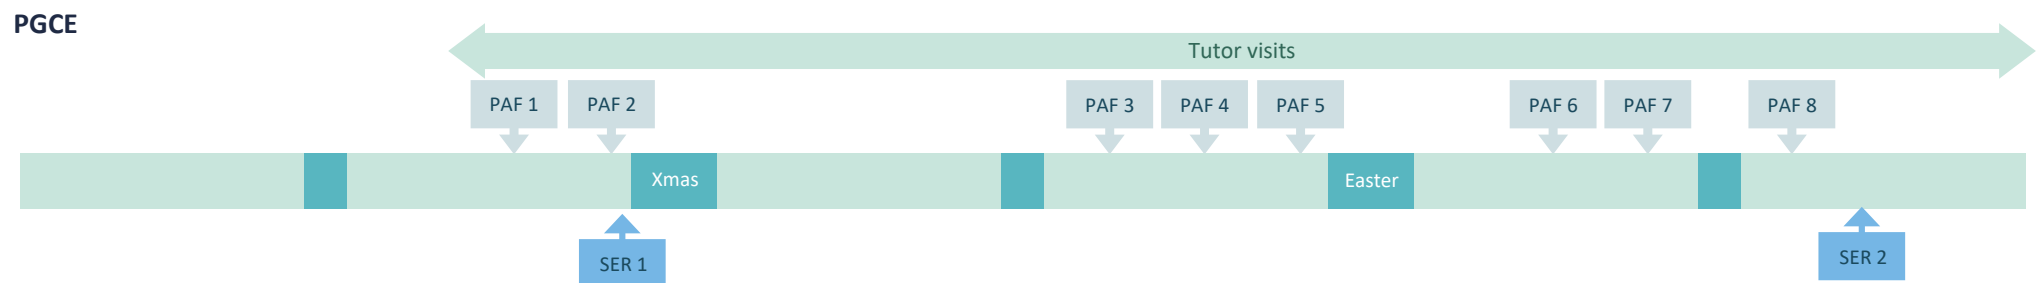 PGCE
Tutor visits
PAF 1
PAF 2
PAF 3
PAF 4
PAF 5
PAF 6
PAF 7
PAF 8
Xmas
Easter
SER 1
SER 2